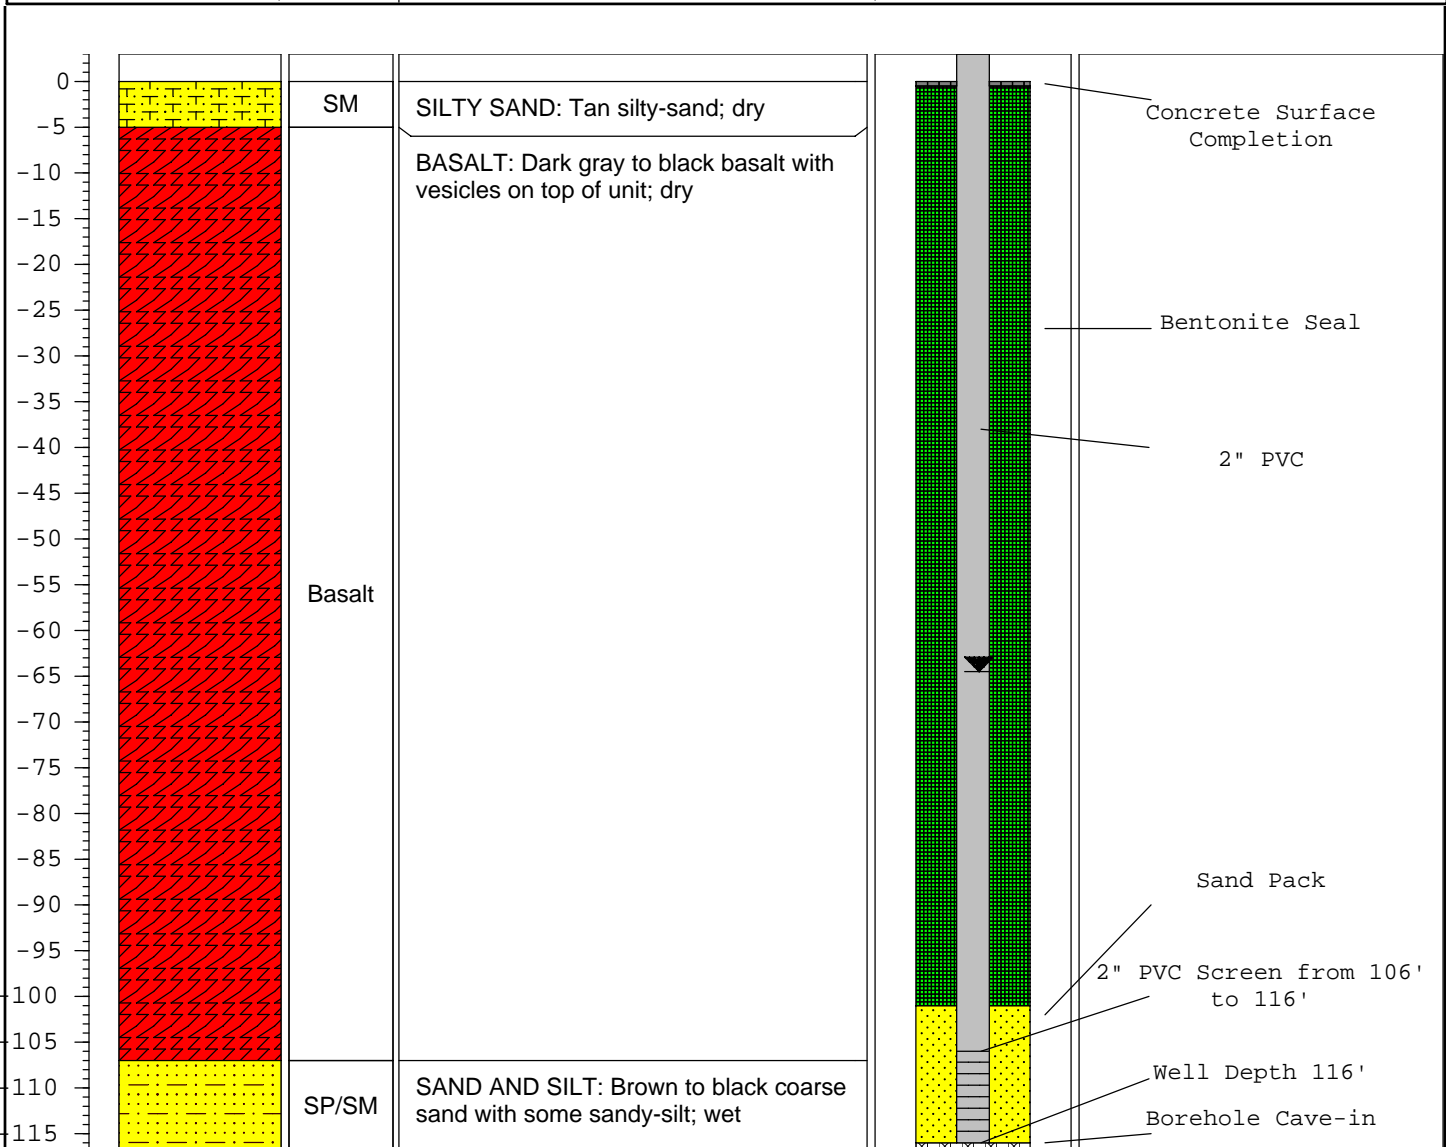 0
-5
-10
-15
-20
-25
-30
-35
-40
-45
-50
-55
-60
-65
-70
-75
-80
-85
-90
-95
-100
-105
-110
-115
SM
Basalt
SP/SM
SILTY SAND: Tan silty-sand; dry
BASALT: Dark gray to black basalt with
vesicles on top of unit; dry
SAND AND SILT: Brown to black coarse
sand with some sandy-silt; wet
Concrete Surface
Completion
Bentonite Seal
2" PVC
Sand Pack
2" PVC Screen from 106'
to 116'
Well Depth 116'
Borehole Cave-in